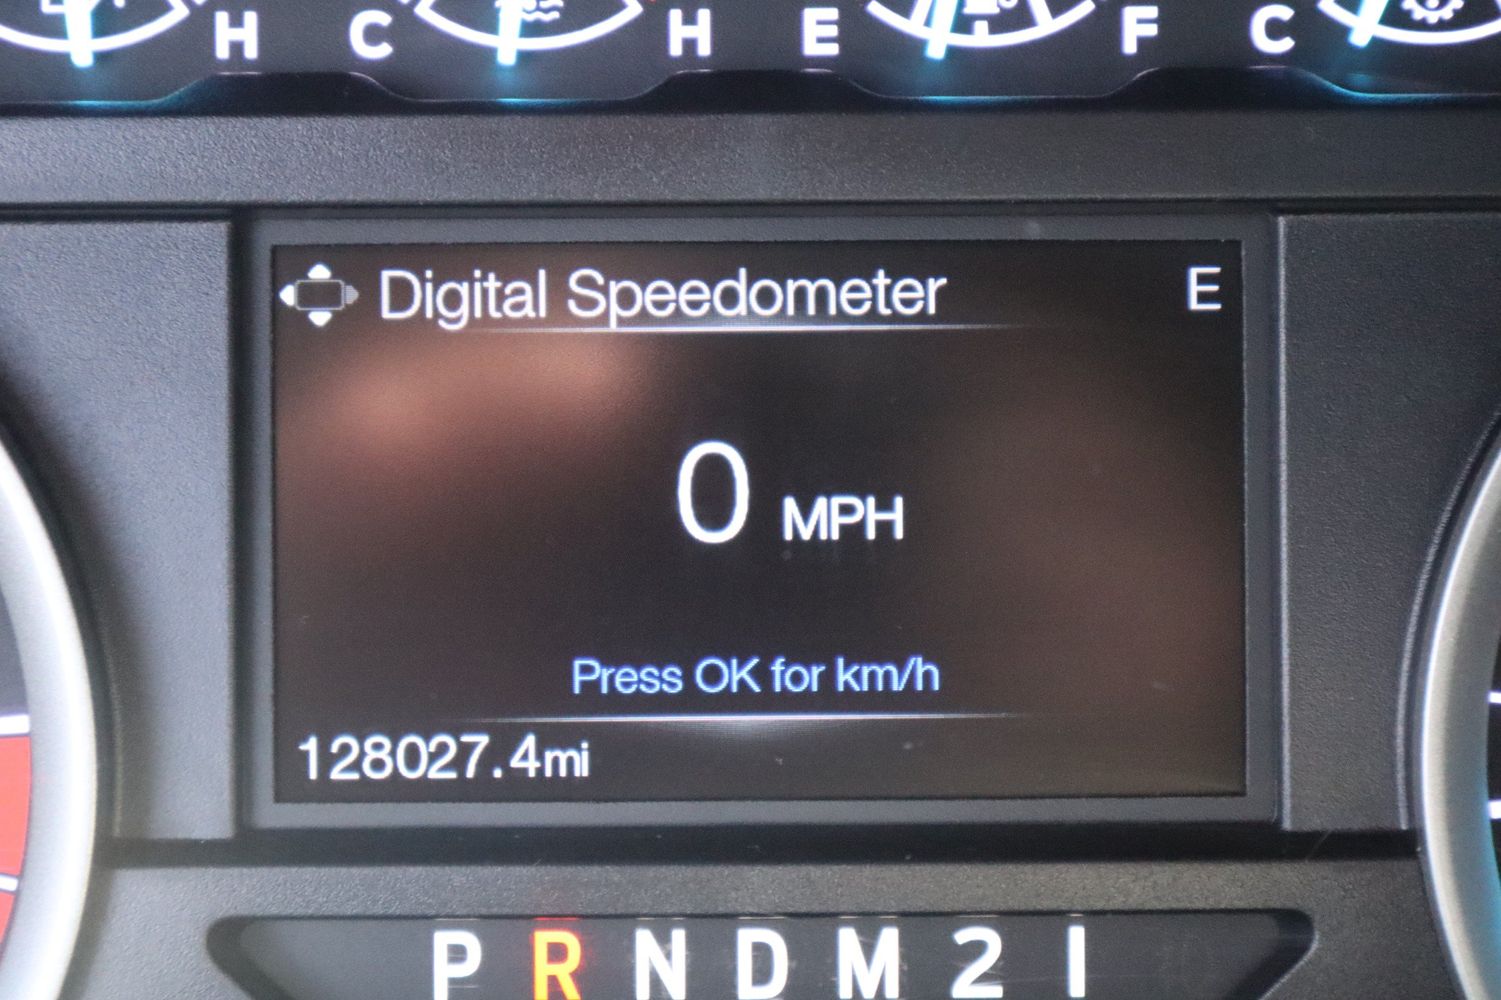 H C H E F C
Digital Speedometer E
0 MPH
Press OK for km/h
128027.4mi
P R N D M 2 1